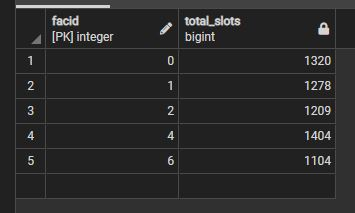 facid total_slots
[PK] integer bigint
1 0 1320
2 1 1278
3 2 1209
4 4 1404
5 6 1104